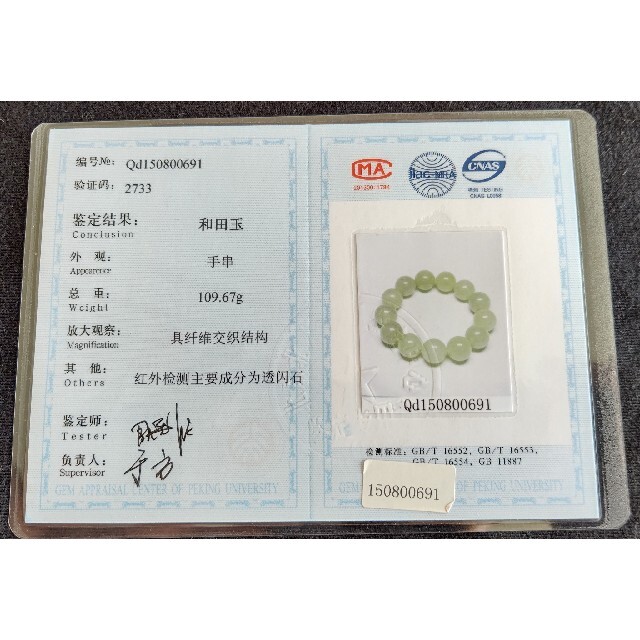 编号№: Qd150800691
验证码: 2733
鉴定结果: 和田玉
Conclusion
外 观: 手串
Appearence
总 重: 109.67g
Weight
放大观察: 具纤维交织结构
Magnification
其 他: 红外检测主要成分为透闪石
Others
鉴定师:
Tester
负责人:
Supervisor
GEM APPRAISAL CENTER OF PEKING UNIVERSITY
MA
ilac-MRA
CNAS
Qd150800691
检测标准: GB/T 16552, GB/T 16553,
GB/T 16554, GB 11887
150800691